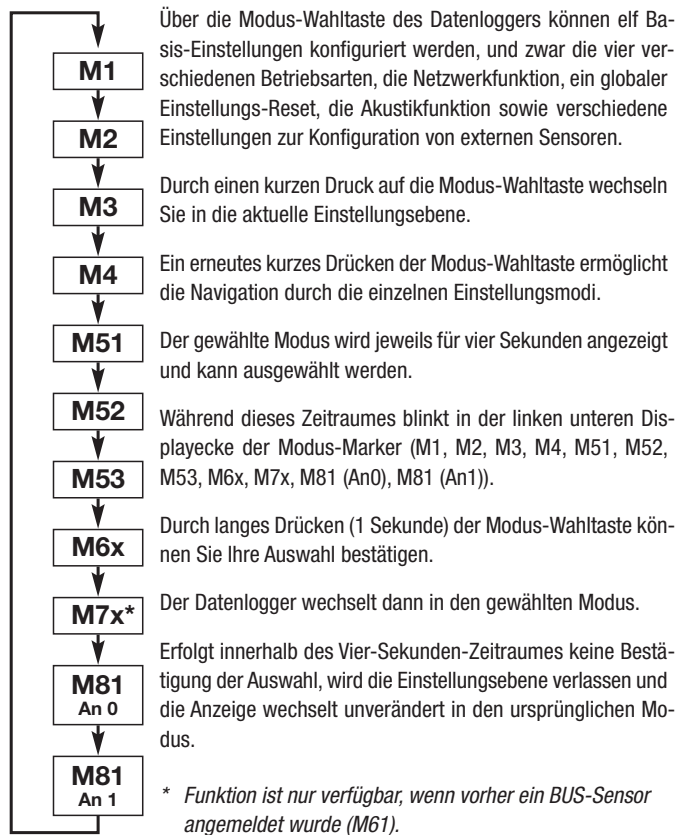 M1
M2
M3
M4
M51
M52
M53
M6x
M7x*
M81
An 0
M81
An 1
Über die Modus-Wahltaste des Datenloggers können elf Ba-
sis-Einstellungen konfiguriert werden, und zwar die vier ver-
schiedenen Betriebsarten, die Netzwerkfunktion, ein globaler
Einstellungs-Reset, die Akustikfunktion sowie verschiedene
Einstellungen zur Konfiguration von externen Sensoren.
Durch einen kurzen Druck auf die Modus-Wahltaste wechseln
Sie in die aktuelle Einstellungsebene.
Ein erneutes kurzes Drücken der Modus-Wahltaste ermöglicht
die Navigation durch die einzelnen Einstellungsmodi.
Der gewählte Modus wird jeweils für vier Sekunden angezeigt
und kann ausgewählt werden.
Während dieses Zeitraumes blinkt in der linken unteren Dis-
playecke der Modus-Marker (M1, M2, M3, M4, M51, M52,
M53, M6x, M7x, M81 (An0), M81 (An1)).
Durch langes Drücken (1 Sekunde) der Modus-Wahltaste kön-
nen Sie Ihre Auswahl bestätigen.
Der Datenlogger wechselt dann in den gewählten Modus.
Erfolgt innerhalb des Vier-Sekunden-Zeitraumes keine Bestä-
tigung der Auswahl, wird die Einstellungsebene verlassen und
die Anzeige wechselt unverändert in den ursprünglichen Mo-
dus.
* Funktion ist nur verfügbar, wenn vorher ein BUS-Sensor
angemeldet wurde (M61).